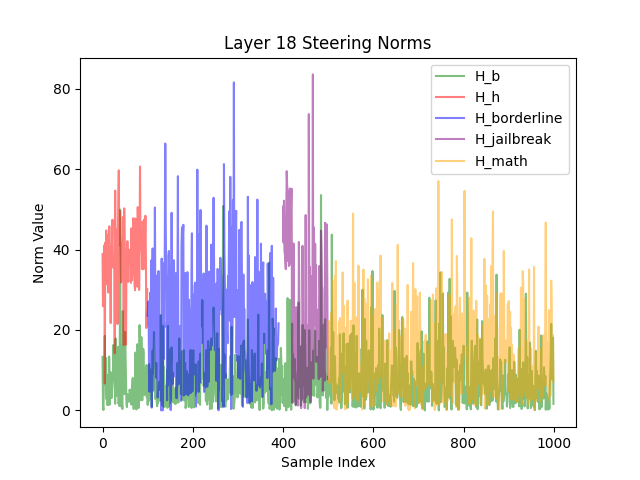 Layer 18 Steering Norms
H_b
H_h
H_borderline
H_jailbreak
H_math
Norm Value
80
60
40
20
0
0 200 400 600 800 1000
Sample Index